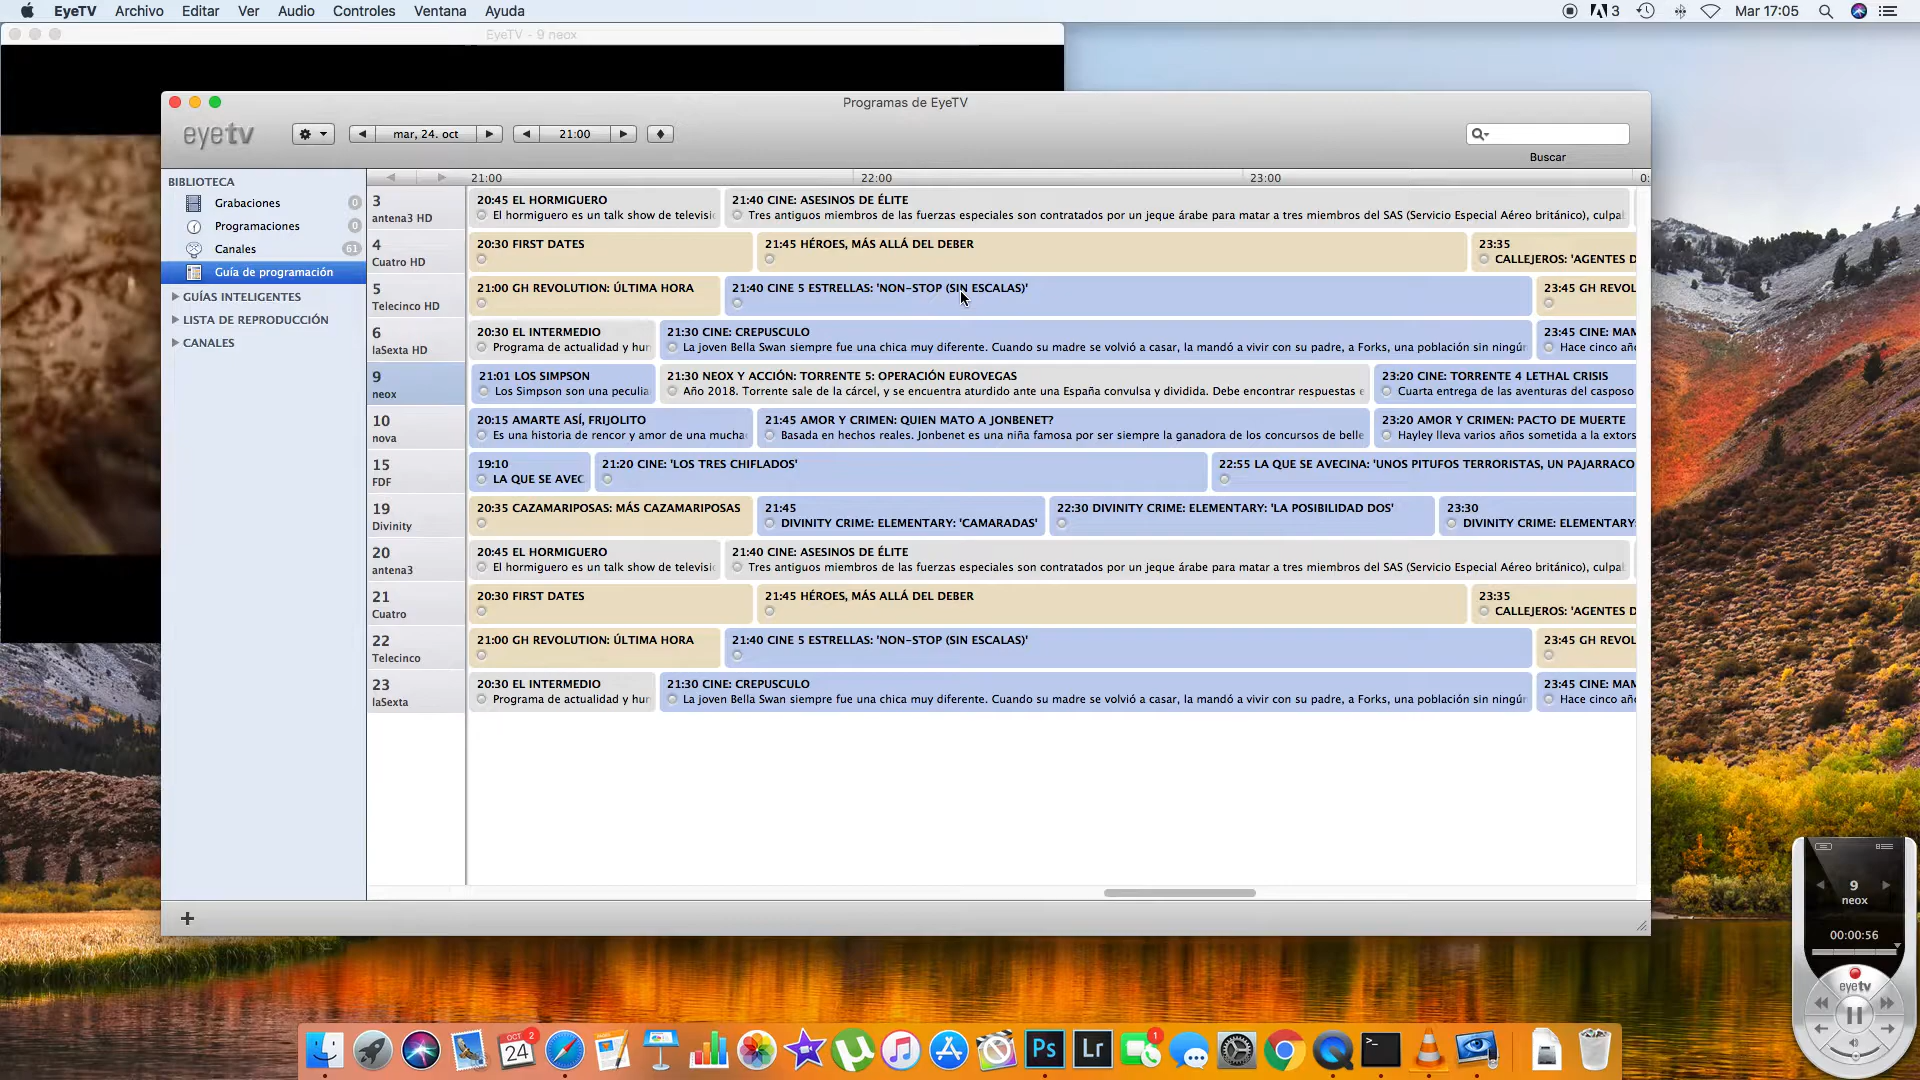 EyeTV Archivo Editar Ver Audio Controles Ventana Ayuda 3 Mar 17:05
EyeTV - 9 neox
Programas de EyeTV
eyetv mar, 24. oct 21:00
Buscar
BIBLIOTECA
Grabaciones 0
Programaciones 0
Canales 61
Guía de programación
GUÍAS INTELIGENTES
LISTA DE REPRODUCCIÓN
CANALES
21:00 22:00 23:00 0:
3 antena3 HD
20:45 EL HORMIGUERO
El hormiguero es un talk show de televisi
21:40 CINE: ASESINOS DE ÉLITE
Tres antiguos miembros de las fuerzas especiales son contratados por un jeque árabe para matar a tres miembros del SAS (Servicio Especial Aéreo británico), culpa
4 Cuatro HD
20:30 FIRST DATES
21:45 HÉROES, MÁS ALLÁ DEL DEBER
23:35
CALLEJEROS: 'AGENTES D
5 Telecinco HD
21:00 GH REVOLUTION: ÚLTIMA HORA
21:40 CINE 5 ESTRELLAS: 'NON-STOP (SIN ESCALAS)'
23:45 GH REVOL
6 laSexta HD
20:30 EL INTERMEDIO
Programa de actualidad y hur
21:30 CINE: CREPUSCULO
La joven Bella Swan siempre fue una chica muy diferente. Cuando su madre se volvió a casar, la mandó a vivir con su padre, a Forks, una población sin ningún
23:45 CINE: MAM
Hace cinco año
9 neox
21:01 LOS SIMPSON
Los Simpson son una peculia
21:30 NEOX Y ACCIÓN: TORRENTE 5: OPERACIÓN EUROVEGAS
Año 2018. Torrente sale de la cárcel, y se encuentra aturdido ante una España convulsa y dividida. Debe encontrar respuestas e
23:20 CINE: TORRENTE 4 LETHAL CRISIS
Cuarta entrega de las aventuras del casposo
10 nova
20:15 AMARTE ASÍ, FRIJOLITO
Es una historia de rencor y amor de una mucha
21:45 AMOR Y CRIMEN: QUIEN MATO A JONBENET?
Basada en hechos reales. Jonbenet es una niña famosa por ser siempre la ganadora de los concursos de belle
23:20 AMOR Y CRIMEN: PACTO DE MUERTE
Hayley lleva varios años sometida a la extors
15 FDF
19:10
LA QUE SE AVEC
21:20 CINE: 'LOS TRES CHIFLADOS'
22:55 LA QUE SE AVECINA: 'UNOS PITUFOS TERRORISTAS, UN PAJARRACO
19 Divinity
20:35 CAZAMARIPOSAS: MÁS CAZAMARIPOSAS
21:45
DIVINITY CRIME: ELEMENTARY: 'CAMARADAS'
22:30 DIVINITY CRIME: ELEMENTARY: 'LA POSIBILIDAD DOS'
23:30
DIVINITY CRIME: ELEMENTARY:
20 antena3
20:45 EL HORMIGUERO
El hormiguero es un talk show de televisi
21:40 CINE: ASESINOS DE ÉLITE
Tres antiguos miembros de las fuerzas especiales son contratados por un jeque árabe para matar a tres miembros del SAS (Servicio Especial Aéreo británico), culpa
21 Cuatro
20:30 FIRST DATES
21:45 HÉROES, MÁS ALLÁ DEL DEBER
23:35
CALLEJEROS: 'AGENTES D
22 Telecinco
21:00 GH REVOLUTION: ÚLTIMA HORA
21:40 CINE 5 ESTRELLAS: 'NON-STOP (SIN ESCALAS)'
23:45 GH REVOL
23 laSexta
20:30 EL INTERMEDIO
Programa de actualidad y hur
21:30 CINE: CREPUSCULO
La joven Bella Swan siempre fue una chica muy diferente. Cuando su madre se volvió a casar, la mandó a vivir con su padre, a Forks, una población sin ningún
23:45 CINE: MAM
Hace cinco año
9
neox
00:00:56
eyetv
OCT 2
24
Ps
Lr
1